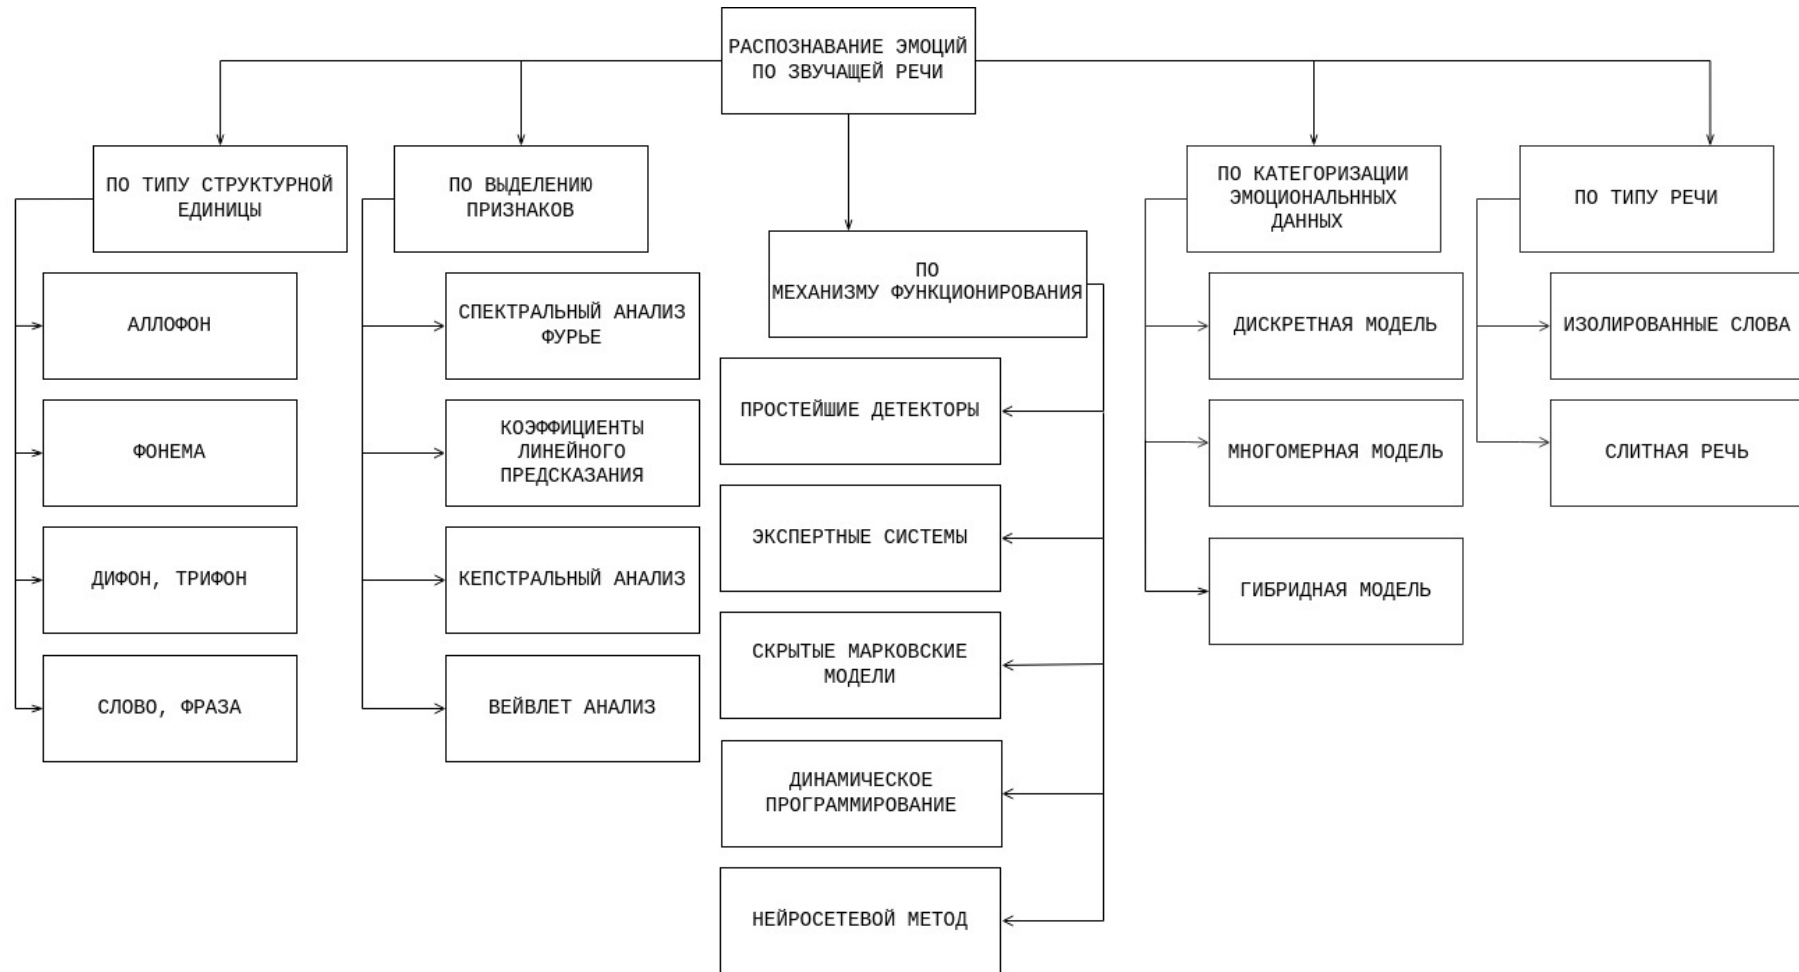 РАСПОЗНАВАНИЕ ЭМОЦИЙ
ПО ЗВУЧАЩЕЙ РЕЧИ
ПО ТИПУ СТРУКТУРНОЙ
ЕДИНИЦЫ
АЛЛОФОН
ФОНЕМА
ДИФОН, ТРИФОН
СЛОВО, ФРАЗА
ПО ВЫДЕЛЕНИЮ
ПРИЗНАКОВ
СПЕКТРАЛЬНЫЙ АНАЛИЗ
ФУРЬЕ
КОЭФФИЦИЕНТЫ
ЛИНЕЙНОГО
ПРЕДСКАЗАНИЯ
КЕПСТРАЛЬНЫЙ АНАЛИЗ
ВЕЙВЛЕТ АНАЛИЗ
ПО
МЕХАНИЗМУ ФУНКЦИОНИРОВАНИЯ
ПРОСТЕЙШИЕ ДЕТЕКТОРЫ
ЭКСПЕРТНЫЕ СИСТЕМЫ
СКРЫТЫЕ МАРКОВСКИЕ
МОДЕЛИ
ДИНАМИЧЕСКОЕ
ПРОГРАММИРОВАНИЕ
НЕЙРОСЕТЕВОЙ МЕТОД
ПО КАТЕГОРИЗАЦИИ
ЭМОЦИОНАЛЬННЫХ
ДАННЫХ
ДИСКРЕТНАЯ МОДЕЛЬ
МНОГОМЕРНАЯ МОДЕЛЬ
ГИБРИДНАЯ МОДЕЛЬ
ПО ТИПУ РЕЧИ
ИЗОЛИРОВАННЫЕ СЛОВА
СЛИТНАЯ РЕЧЬ